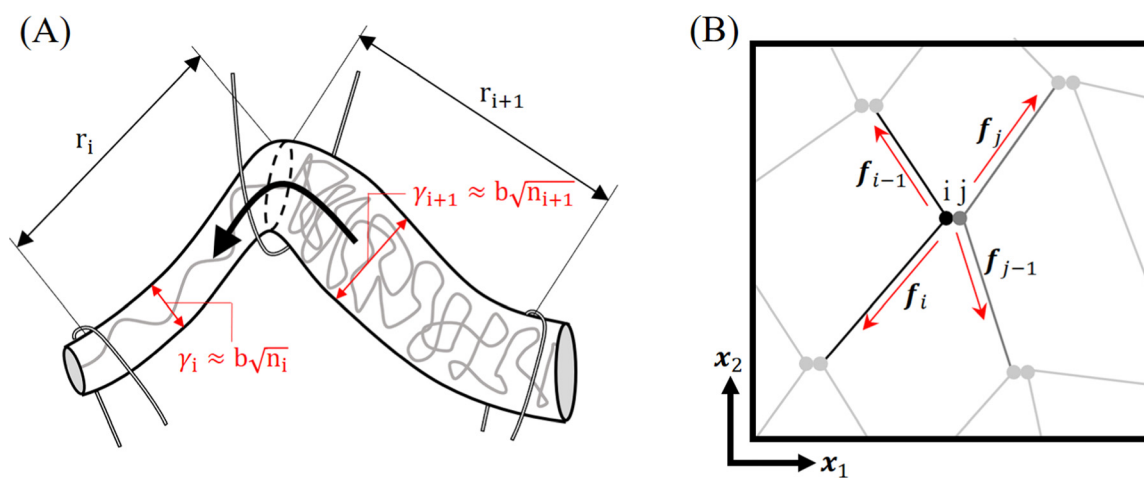 (A)
r_i
r_{i+1}
γ_{i+1} ≈ b√n_{i+1}
γ_i ≈ b√n_i
(B)
f_j
f_{i-1}
i j
f_{j-1}
f_i
x_2
x_1